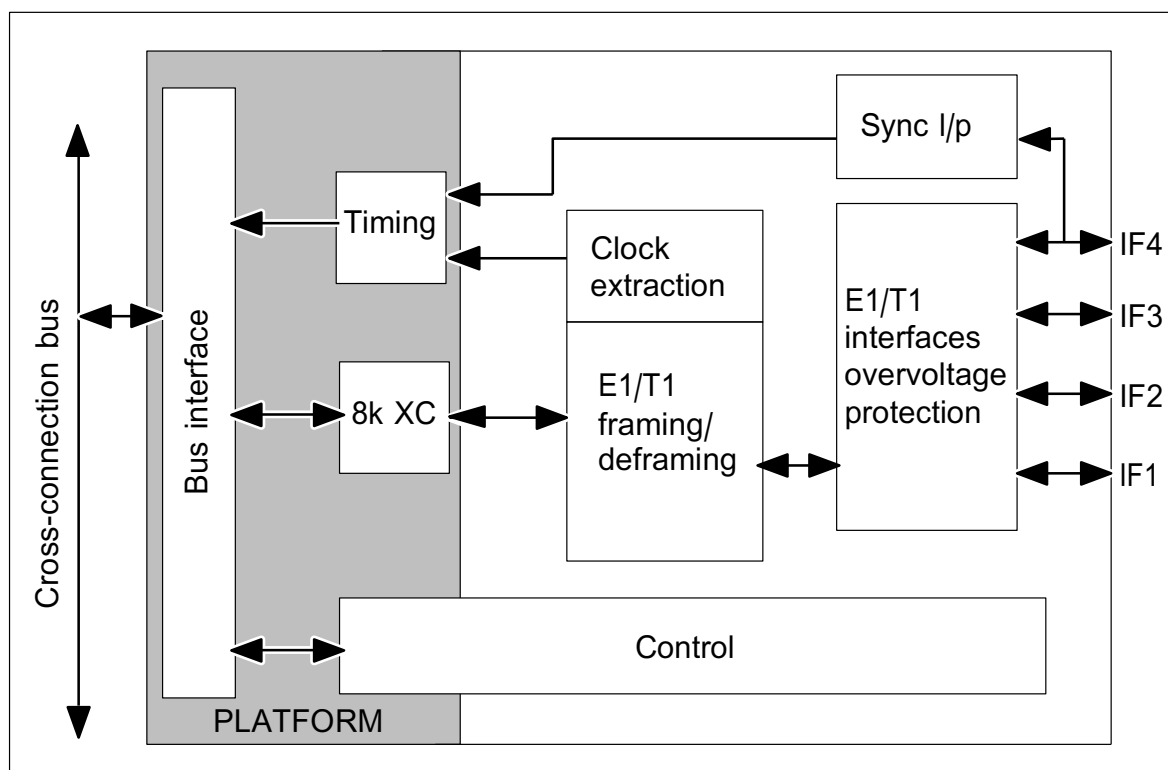 Cross-connection bus
Bus interface
PLATFORM
Timing
8k XC
Control
Clock
extraction
E1/T1
framing/
deframing
Sync I/p
E1/T1
interfaces
overvoltage
protection
IF4
IF3
IF2
IF1